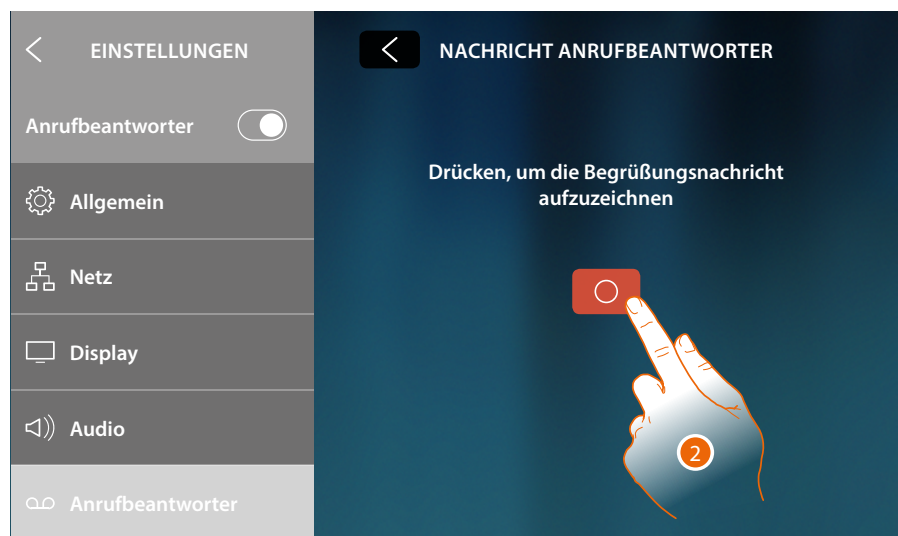 EINSTELLUNGEN
Anrufbeantworter
Allgemein
Netz
Display
Audio
Anrufbeantworter
NACHRICHT ANRUFBEANTWORTER
Drücken, um die Begrüßungsnachricht
aufzuzeichnen
2